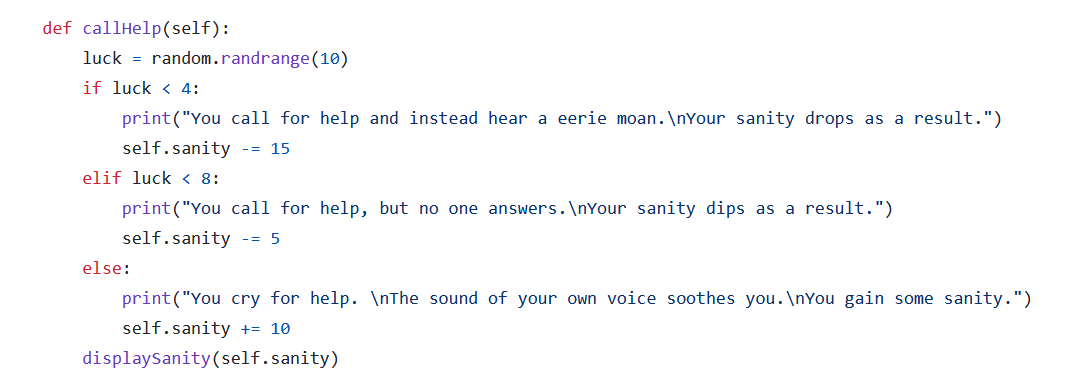 def callHelp(self):
    luck = random.randrange(10)
    if luck < 4:
        print("You call for help and instead hear a eerie moan.\nYour sanity drops as a result.")
        self.sanity -= 15
    elif luck < 8:
        print("You call for help, but no one answers.\nYour sanity dips as a result.")
        self.sanity -= 5
    else:
        print("You cry for help. \nThe sound of your own voice soothes you.\nYou gain some sanity.")
        self.sanity += 10
    displaySanity(self.sanity)